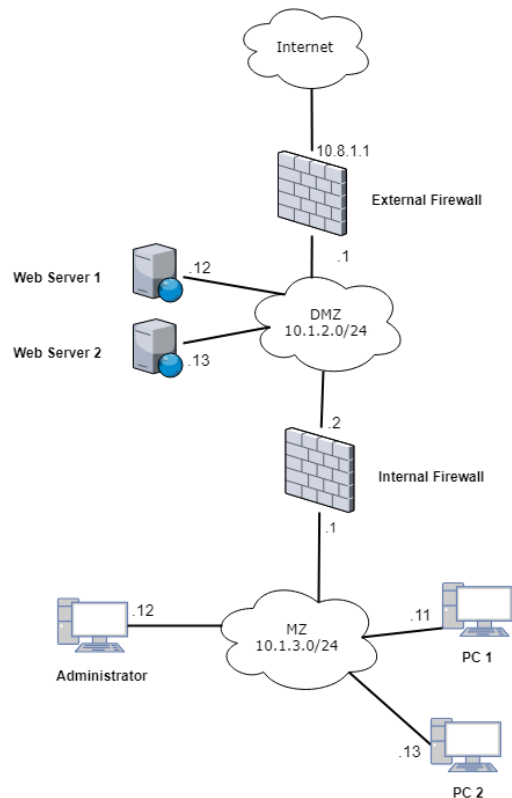 Internet
10.8.1.1
External Firewall
.1
Web Server 1
.12
DMZ
10.1.2.0/24
Web Server 2
.13
.2
Internal Firewall
.1
.12
.11
MZ
10.1.3.0/24
PC 1
Administrator
.13
PC 2